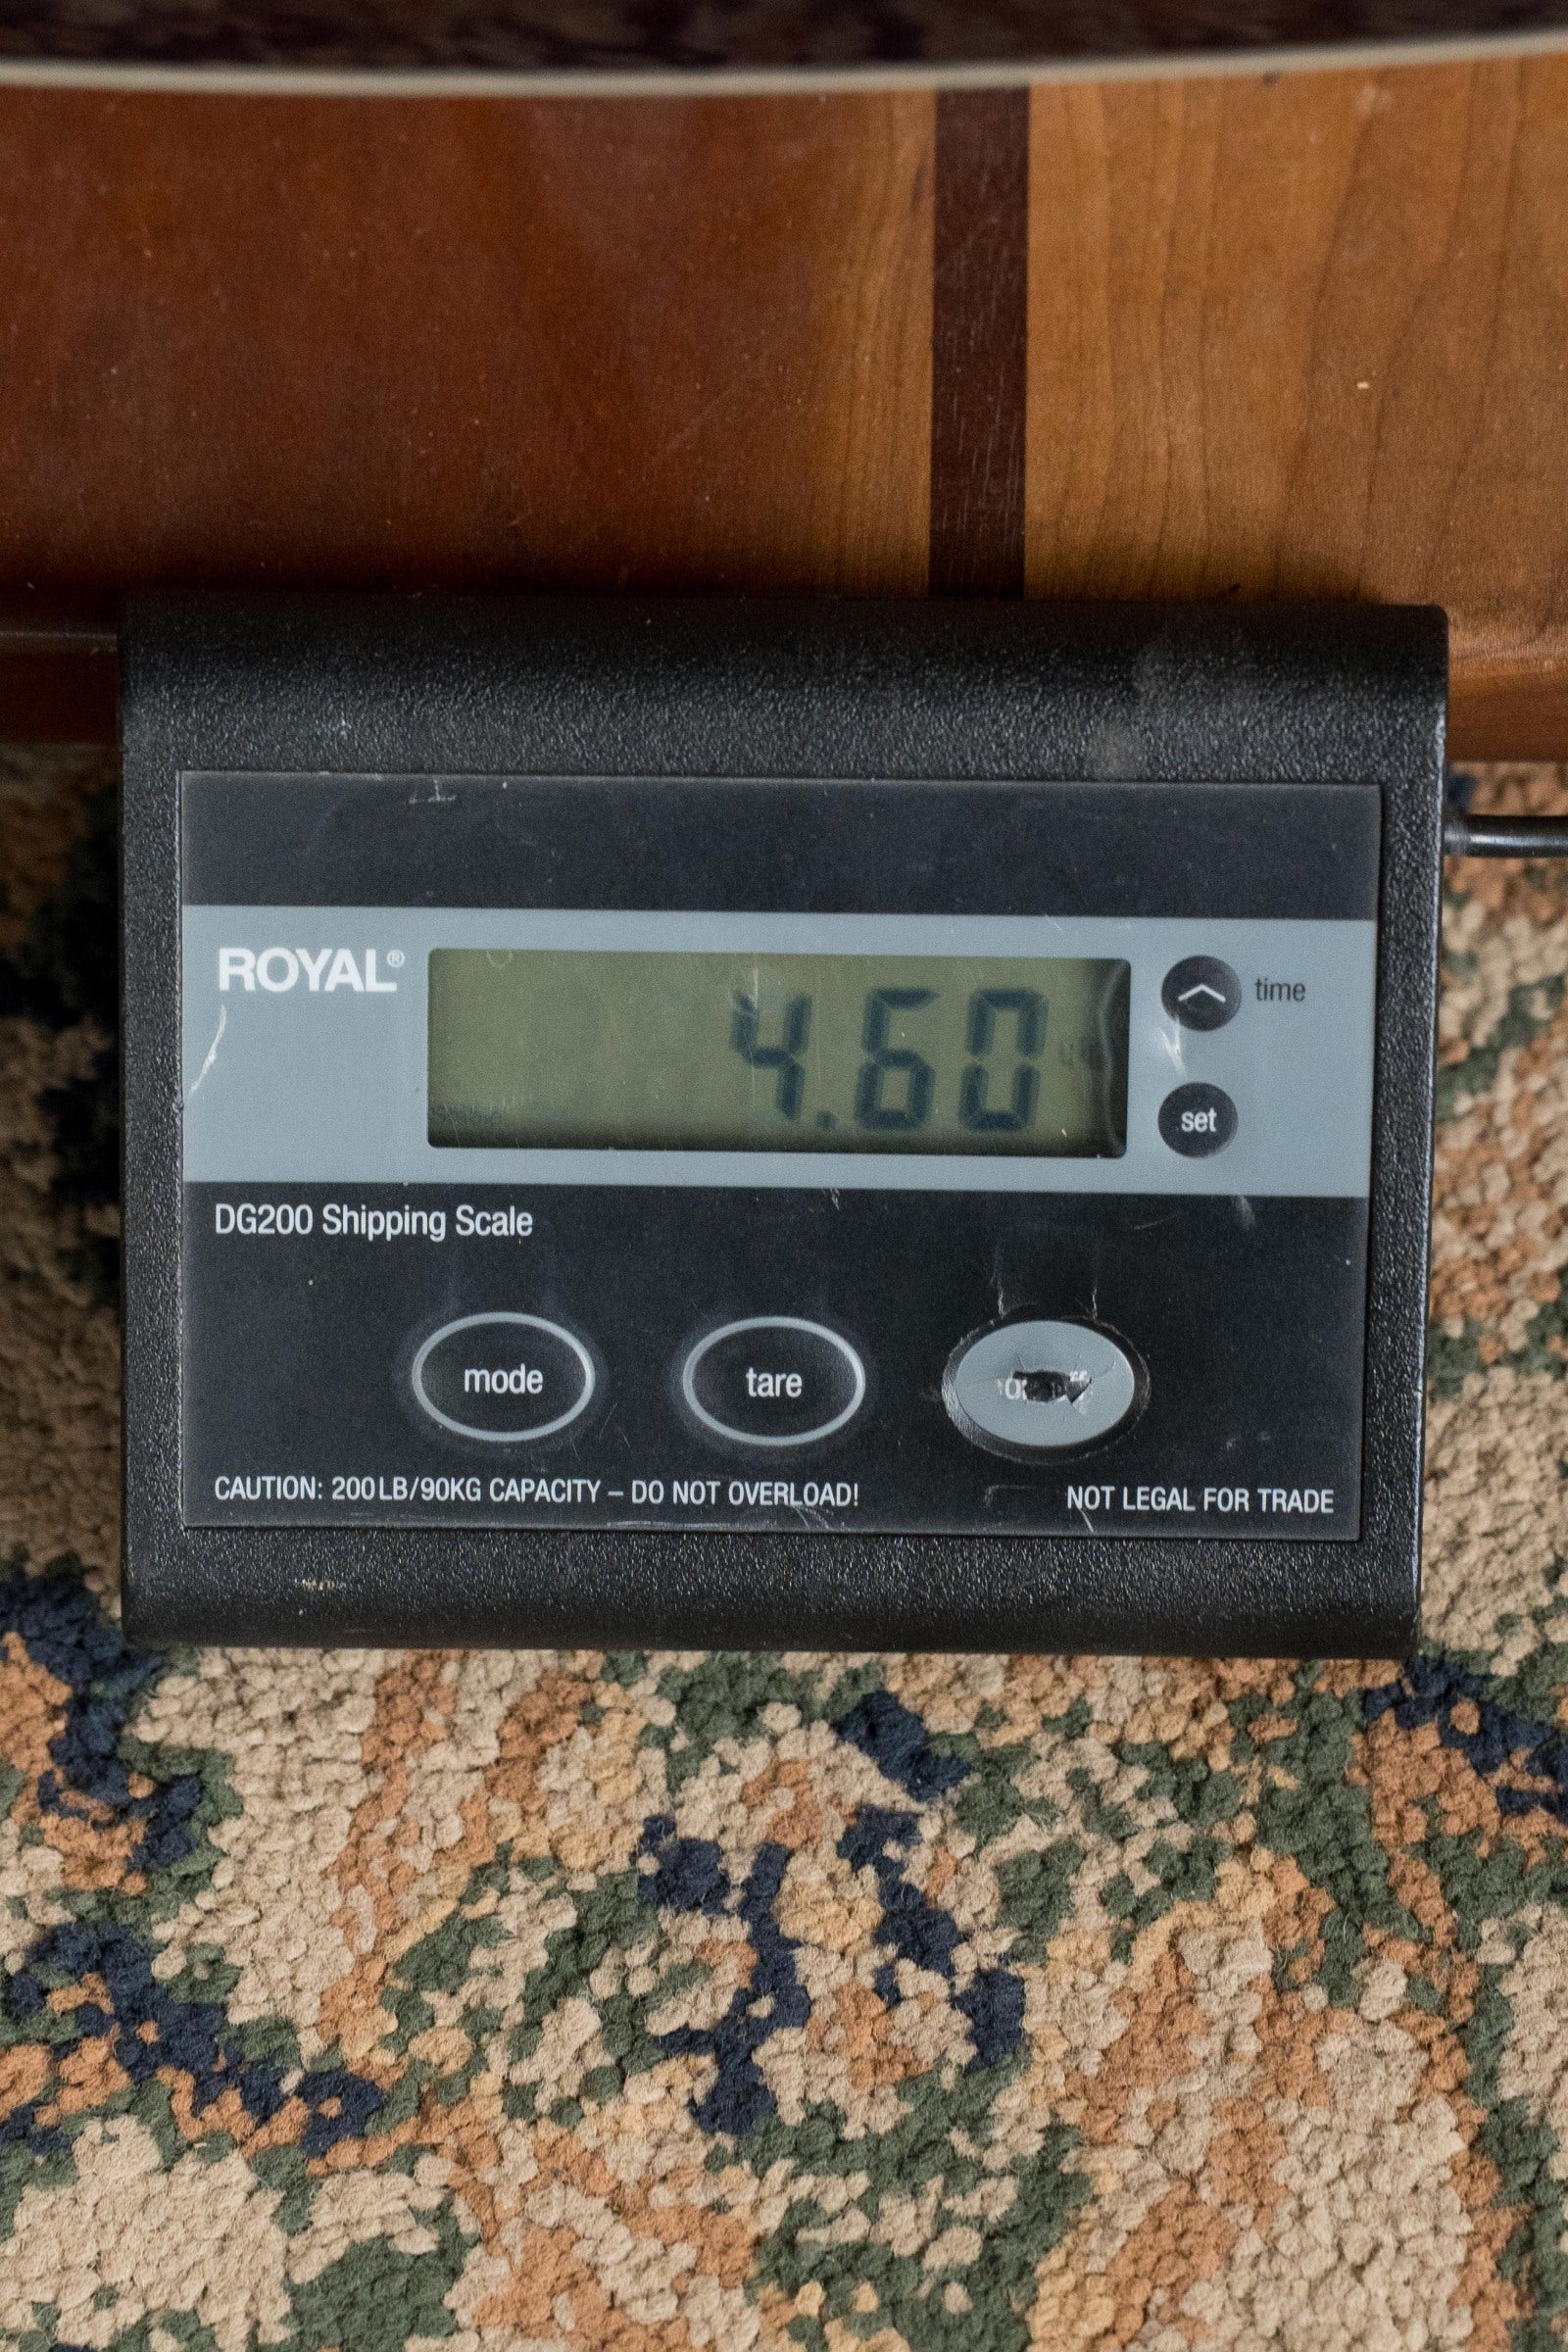 ROYAL®
4.60
time
set
DG200 Shipping Scale
mode
tare
CAUTION: 200LB/90KG CAPACITY – DO NOT OVERLOAD!
NOT LEGAL FOR TRADE